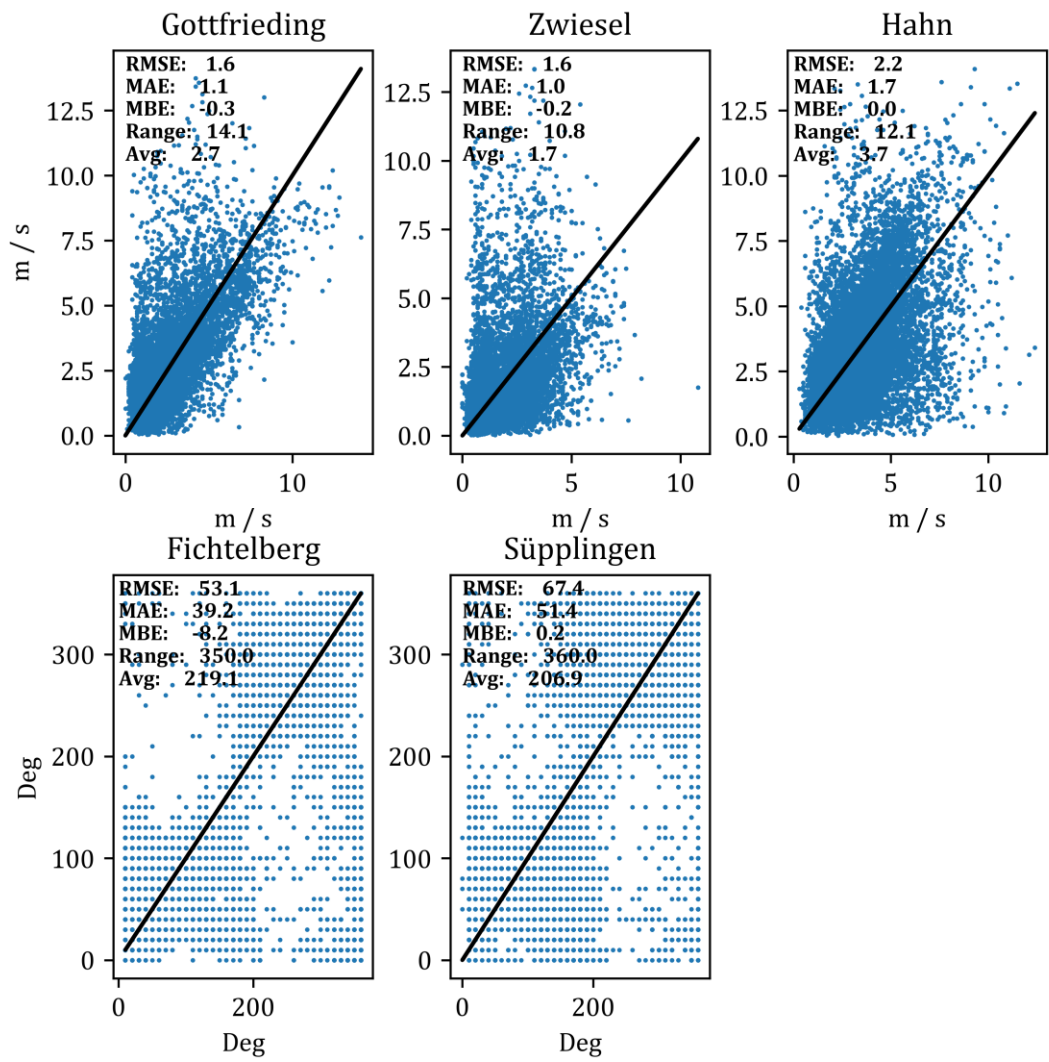 Gottfrieding
RMSE: 1.6
MAE: 1.1
MBE: -0.3
Range: 14.1
Avg: 2.7
12.5
10.0
7.5
5.0
2.5
0.0
m / s
0 10
m / s
Zwiesel
RMSE: 1.6
MAE: 1.0
MBE: -0.2
Range: 10.8
Avg: 1.7
12.5
10.0
7.5
5.0
2.5
0.0
0 5 10
m / s
Hahn
RMSE: 2.2
MAE: 1.7
MBE: 0.0
Range: 12.1
Avg: 3.7
12.5
10.0
7.5
5.0
2.5
0.0
0 5 10
m / s
Fichtelberg
RMSE: 53.1
MAE: 39.2
MBE: -8.2
Range: 350.0
Avg: 219.1
300
200
100
0
Deg
0 200
Deg
Süpplingen
RMSE: 67.4
MAE: 51.4
MBE: 0.2
Range: 360.0
Avg: 206.9
300
200
100
0
0 200
Deg